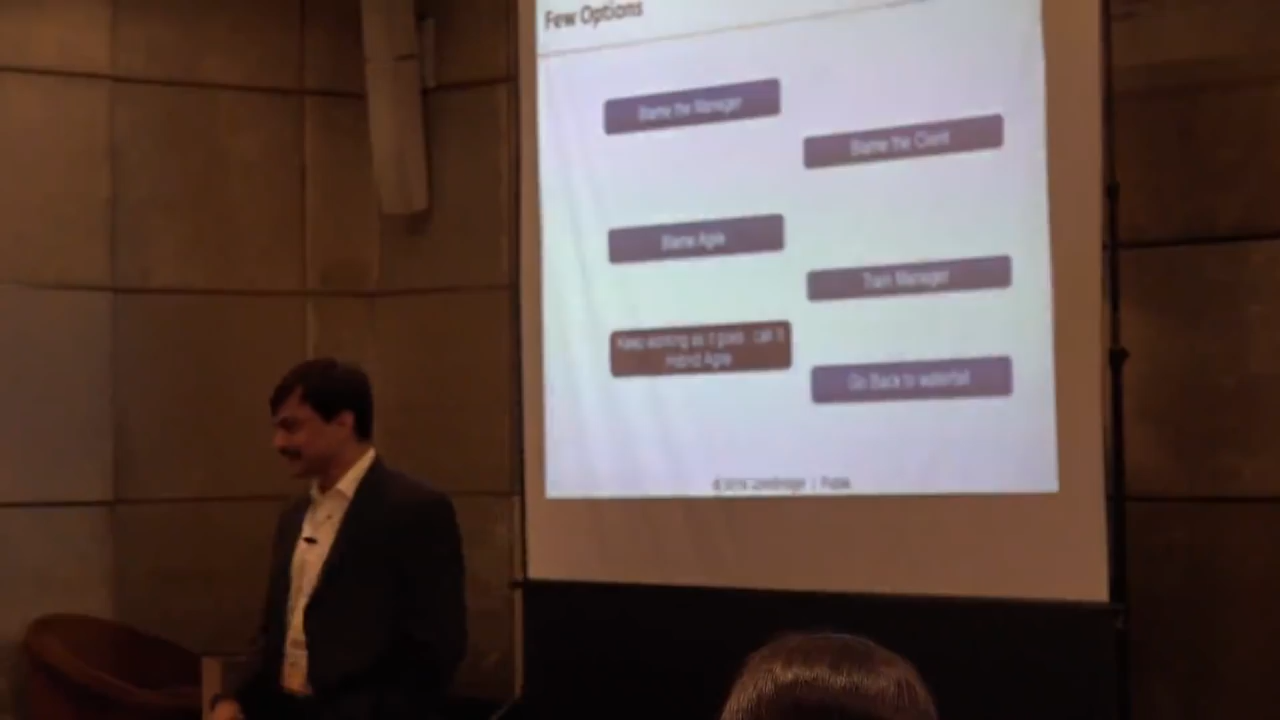 Few Options
Blame the Manager
Blame the Client
Blame Agile
Train Manager
Keep working as it goes - call it
Hybrid Agile
Go Back to waterfall
| Public